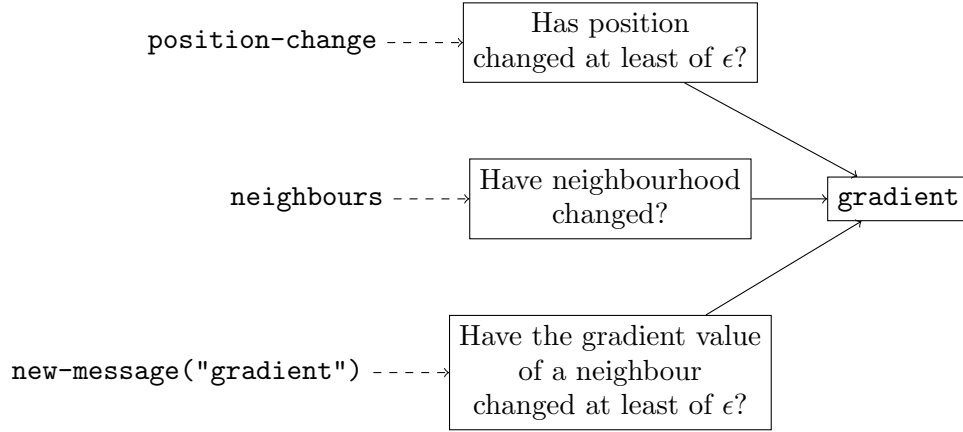 position-change
Has position
changed at least of ϵ?
neighbours
Have neighbourhood
changed?
gradient
new-message("gradient")
Have the gradient value
of a neighbour
changed at least of ϵ?